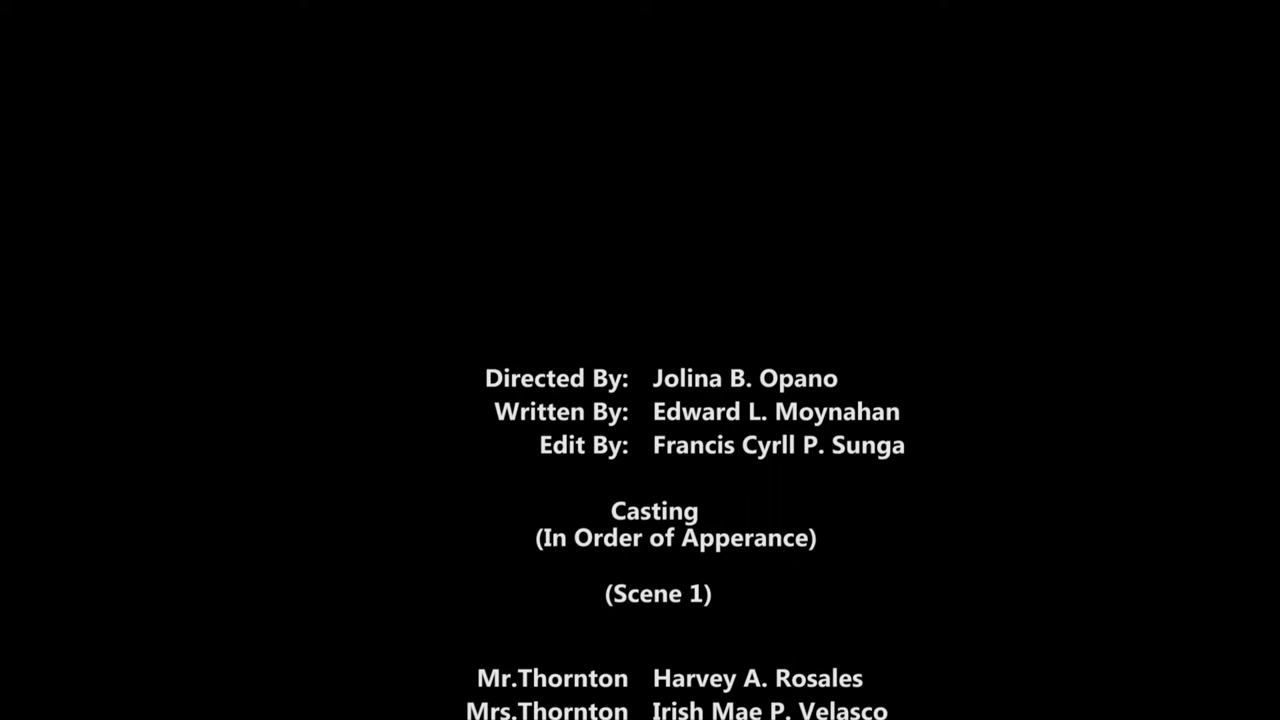 Directed By: Jolina B. Opano
Written By: Edward L. Moynahan
Edit By: Francis Cyrll P. Sunga
Casting
(In Order of Apperance)
(Scene 1)
Mr.Thornton Harvey A. Rosales
Mrs.Thornton Irish Mae P. Velasco